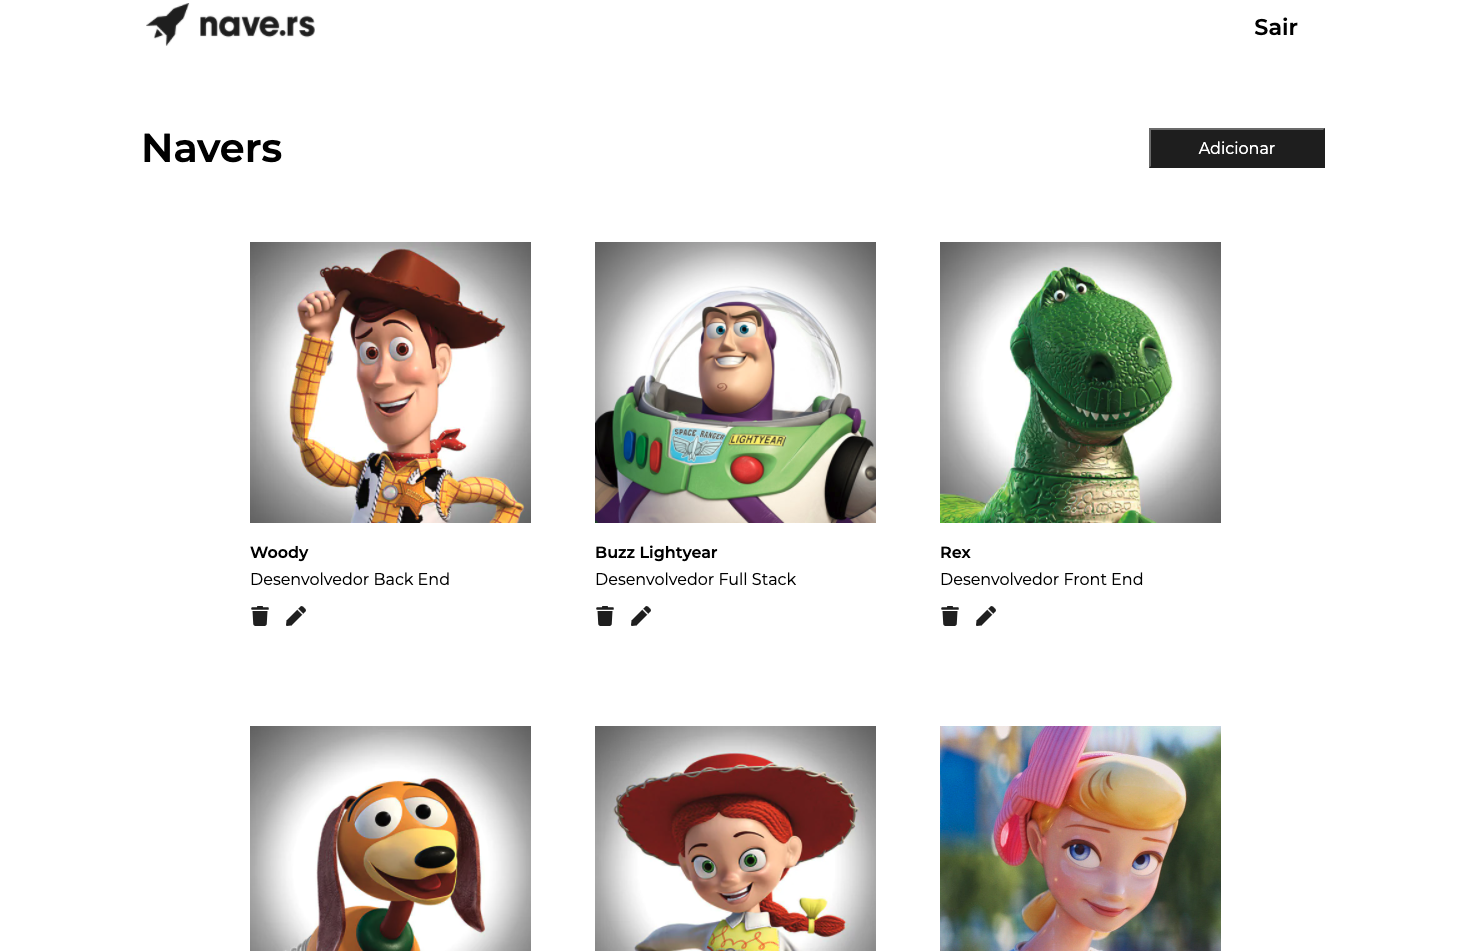 nave.rs
Sair
Navers
Adicionar
SPACE RANGER
LIGHTYEAR
Woody
Desenvolvedor Back End
Buzz Lightyear
Desenvolvedor Full Stack
Rex
Desenvolvedor Front End